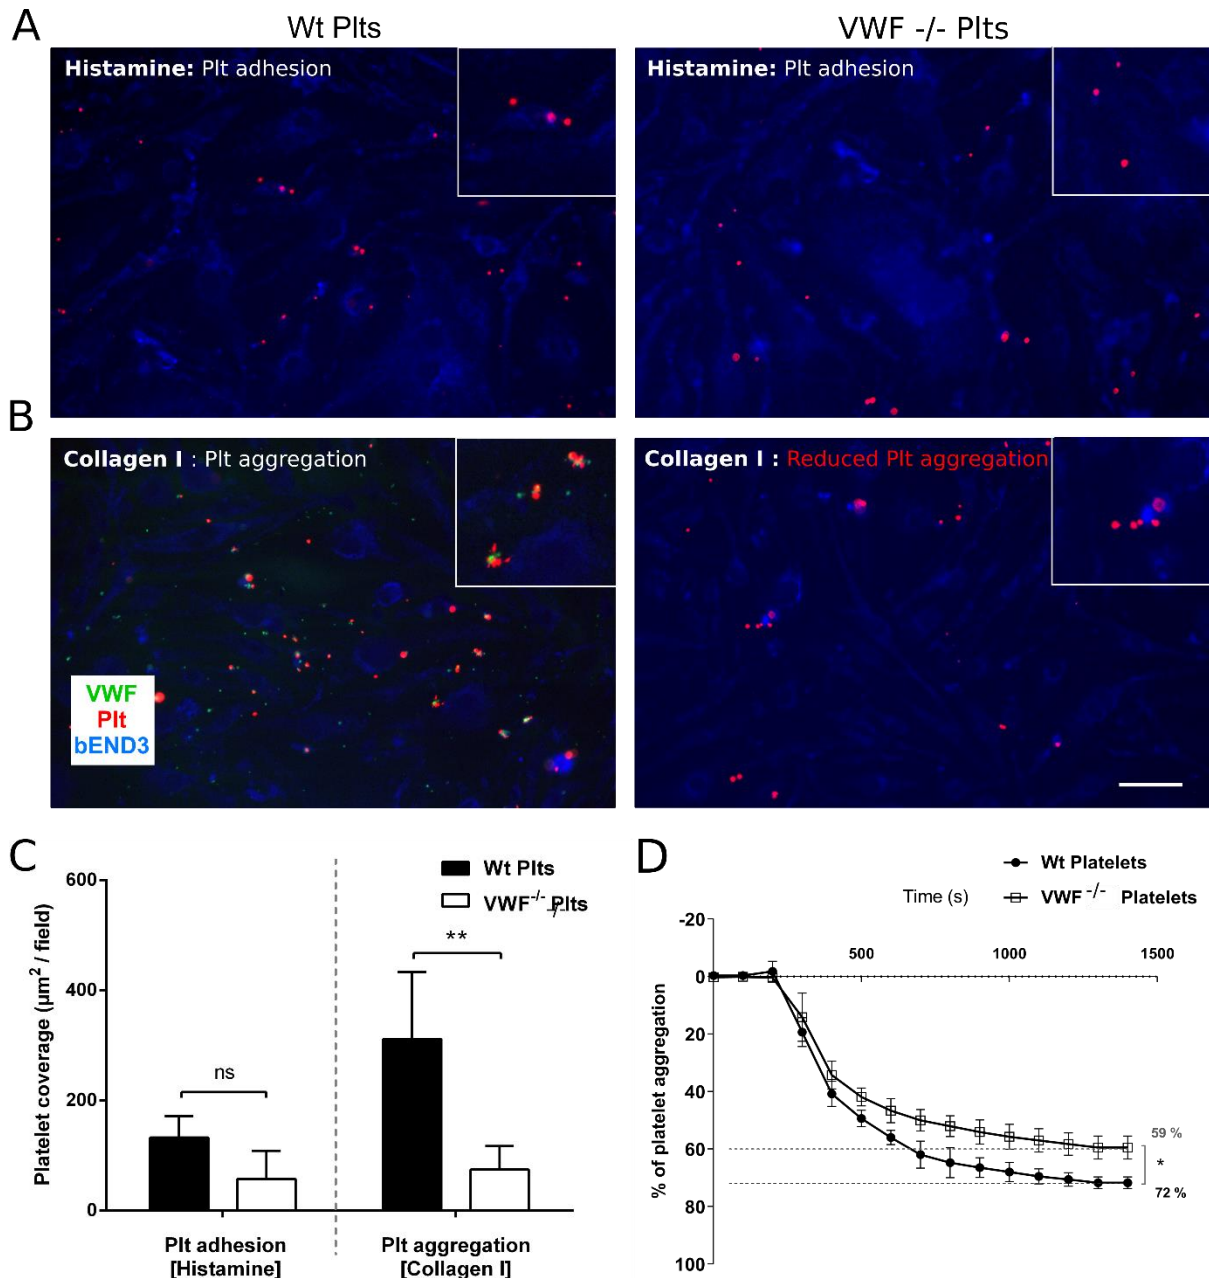 A
Wt Plts
VWF -/- Plts
Histamine: Plt adhesion
Histamine: Plt adhesion
B
Collagen I : Plt aggregation
Collagen I : Reduced Plt aggregation
VWF
Plt
bEND3
C
Wt Plts
VWF-/- Plts
600
400
200
0
Platelet coverage (µm² / field)
ns
**
Plt adhesion
[Histamine]
Plt aggregation
[Collagen I]
D
Wt Platelets
Time (s)
VWF -/- Platelets
-20
0
20
40
60
80
100
500
1000
1500
% of platelet aggregation
59 %
*
72 %